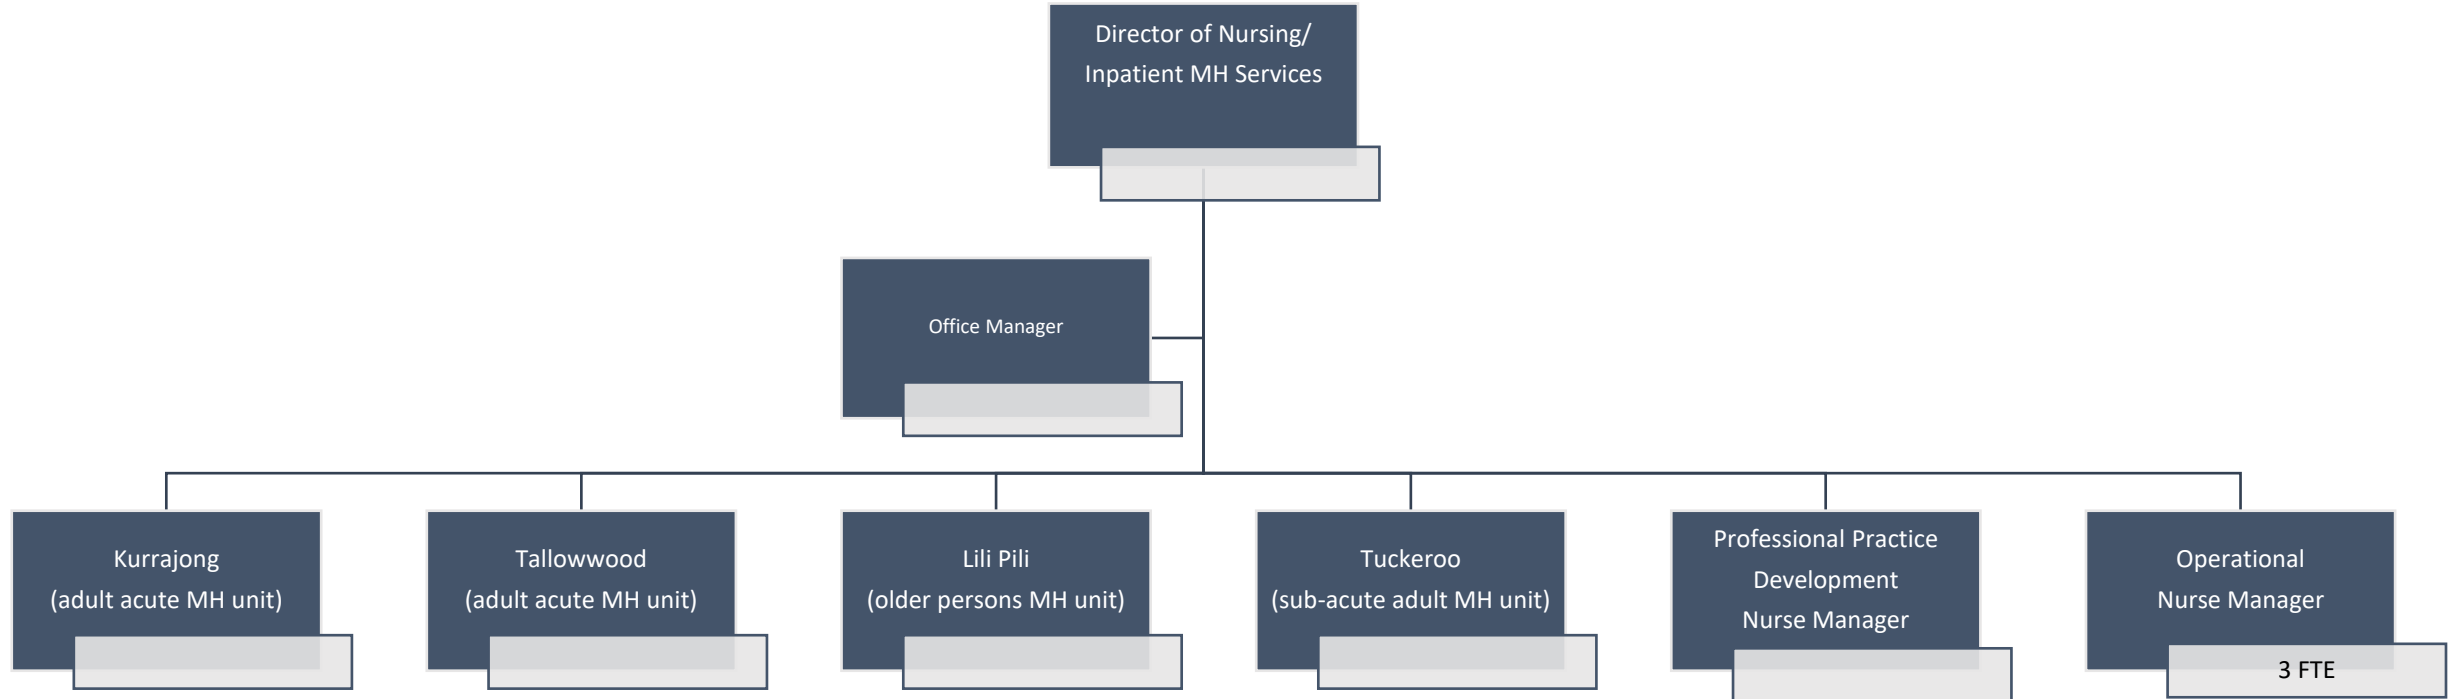 Director of Nursing/
Inpatient MH Services
Office Manager
Kurrajong
(adult acute MH unit)
Tallowwood
(adult acute MH unit)
Lili Pili
(older persons MH unit)
Tuckeroo
(sub-acute adult MH unit)
Professional Practice
Development
Nurse Manager
Operational
Nurse Manager
3 FTE